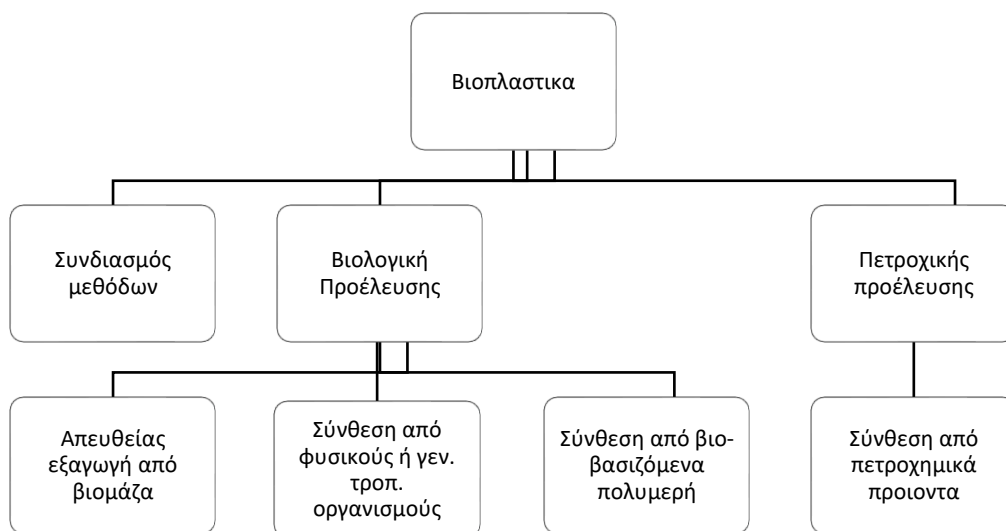 Βιοπλαστικα
Συνδιασμός
μεθόδων
Βιολογική
Προέλευσης
Πετροχικής
προέλευσης
Απευθείας
εξαγωγή από
βιομάζα
Σύνθεση από
φυσικούς ή γεν.
τροπ.
οργανισμούς
Σύνθεση από βιο-
βασιζόμενα
πολυμερή
Σύνθεση από
πετροχημικά
προιοντα